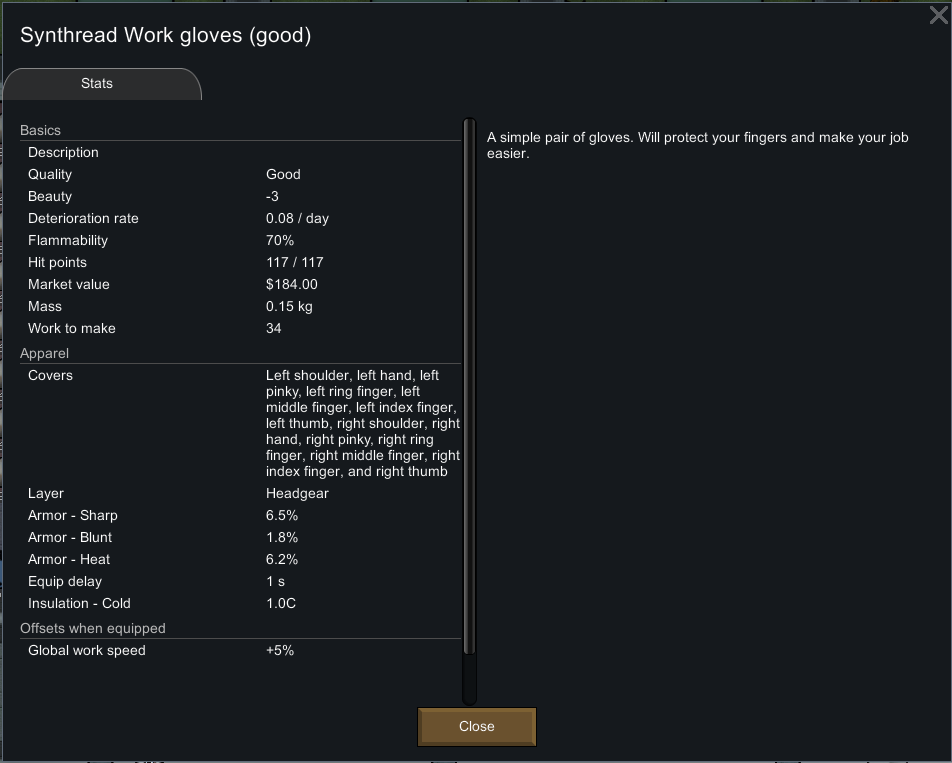 Synthread Work gloves (good)
Stats
Basics
Description
Quality Good
Beauty -3
Deterioration rate 0.08 / day
Flammability 70%
Hit points 117 / 117
Market value $184.00
Mass 0.15 kg
Work to make 34
Apparel
Covers Left shoulder, left hand, left
pinky, left ring finger, left
middle finger, left index finger,
left thumb, right shoulder, right
hand, right pinky, right ring
finger, right middle finger, right
index finger, and right thumb
Layer Headgear
Armor - Sharp 6.5%
Armor - Blunt 1.8%
Armor - Heat 6.2%
Equip delay 1 s
Insulation - Cold 1.0C
Offsets when equipped
Global work speed +5%
A simple pair of gloves. Will protect your fingers and make your job
easier.
Close